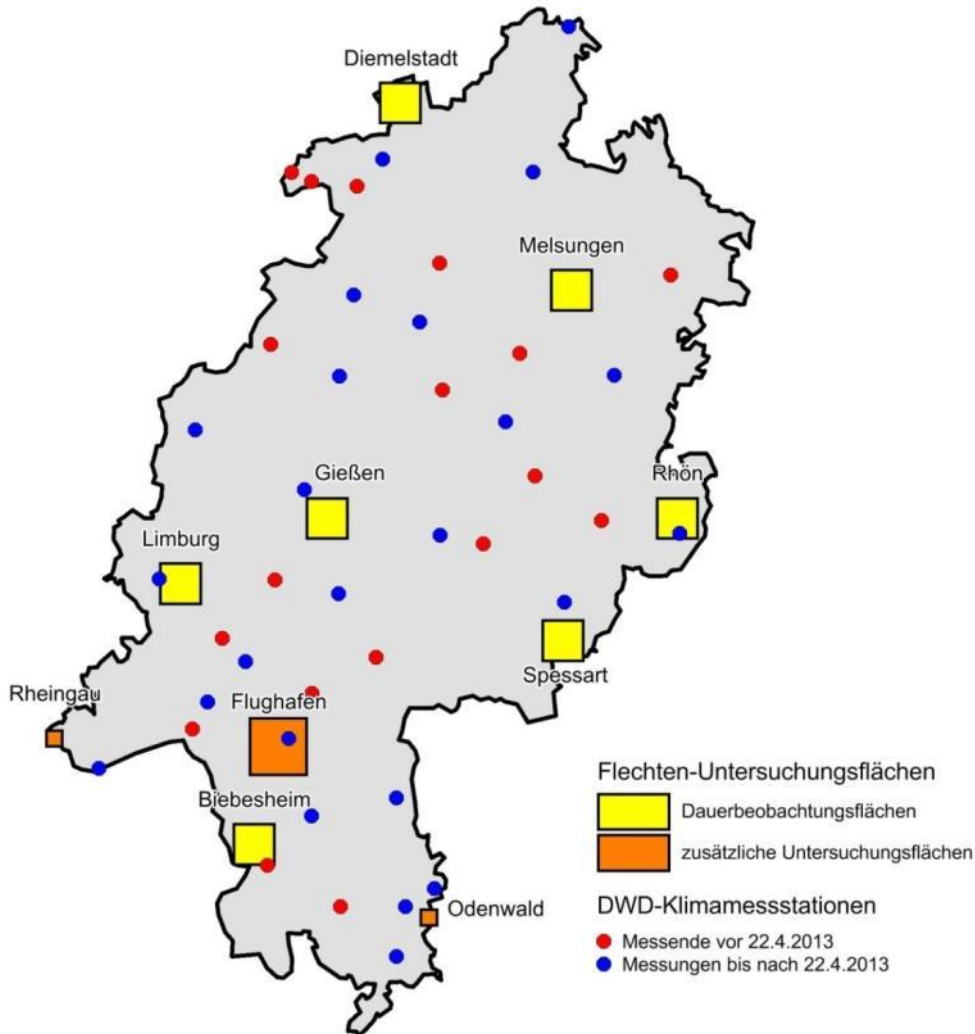 Diemelstadt
Melsungen
Gießen
Rhön
Limburg
Spessart
Rheingau
Flughafen
Biebesheim
Odenwald
Flechten-Untersuchungsflächen
Dauerbeobachtungsflächen
zusätzliche Untersuchungsflächen
DWD-Klimamessstationen
Messende vor 22.4.2013
Messungen bis nach 22.4.2013